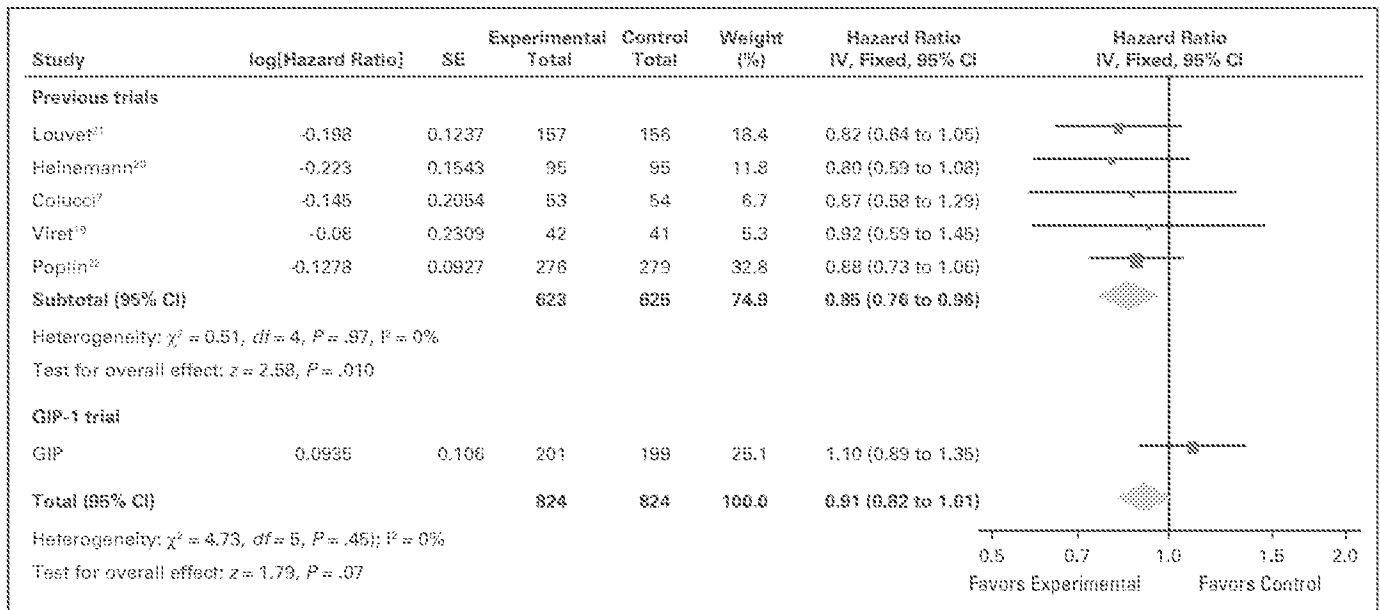 Study log[Hazard Ratio] SE Experimental Total Control Total Weight (%) Hazard Ratio IV, Fixed, 95% CI Hazard Ratio IV, Fixed, 95% CI
Previous trials
Louvet²¹ -0.198 0.1237 157 156 18.4 0.82 (0.64 to 1.05)
Heinemann²⁰ -0.223 0.1543 95 95 11.8 0.80 (0.59 to 1.08)
Colucci⁷ -0.145 0.2054 53 54 6.7 0.87 (0.58 to 1.29)
Viret¹⁹ -0.08 0.2309 42 41 5.3 0.92 (0.59 to 1.45)
Poplin²² -0.1278 0.0927 276 279 32.8 0.88 (0.73 to 1.06)
Subtotal (95% CI) 623 625 74.9 0.85 (0.76 to 0.96)
Heterogeneity: χ² = 0.51, df = 4, P = .97, I² = 0%
Test for overall effect: z = 2.58, P = .010
GIP-1 trial
GIP 0.0935 0.106 201 199 25.1 1.10 (0.89 to 1.35)
Total (95% CI) 824 824 100.0 0.91 (0.82 to 1.01)
Heterogeneity: χ² = 4.73, df = 5, P = .45); I² = 0%
Test for overall effect: z = 1.79, P = .07
0.5 0.7 1.0 1.5 2.0
Favors Experimental Favors Control